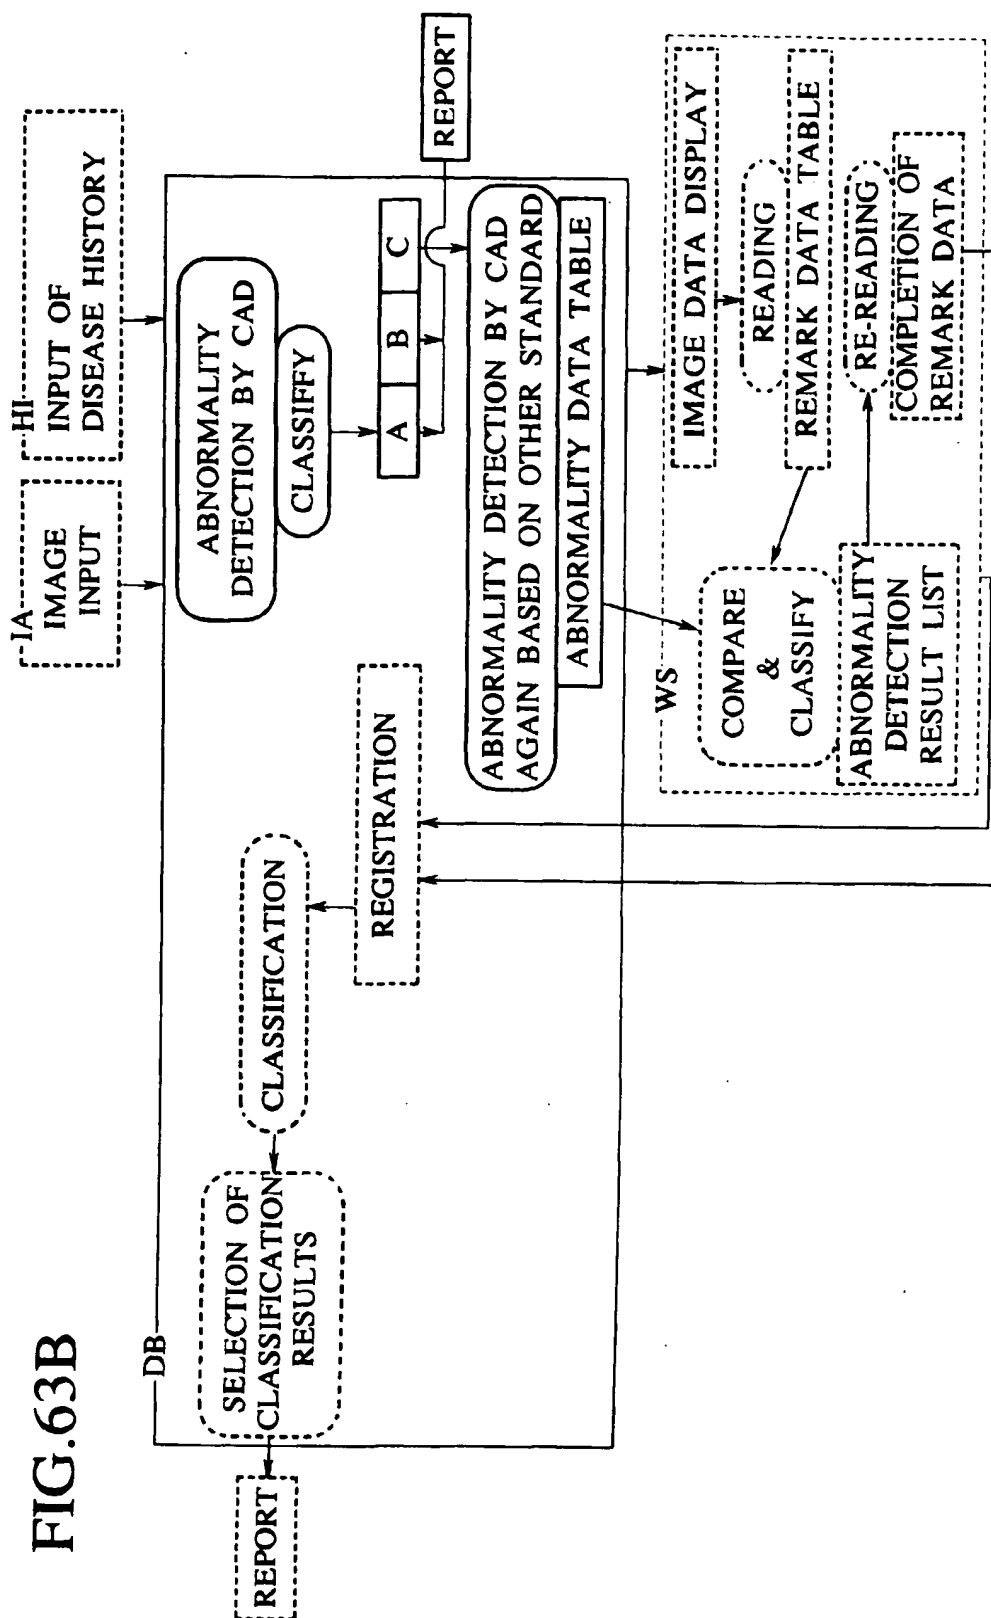 FIG.63B
IA
IMAGE
INPUT
HI
INPUT OF
DISEASE HISTORY
DB
ABNORMALITY
DETECTION BY CAD
CLASSIFFY
A
B
C
REPORT
ABNORMALITY DETECTION BY CAD
AGAIN BASED ON OTHER STANDARD
ABNORMALITY DATA TABLE
REGISTRATION
CLASSIFICATION
SELECTION OF
CLASSIFICATION
RESULTS
REPORT
WS
IMAGE DATA DISPLAY
READING
REMARK DATA TABLE
COMPARE
&
CLASSIFY
ABNORMALITY
DETECTION
RESULT LIST
RE-READING
COMPLETION OF
REMARK DATA